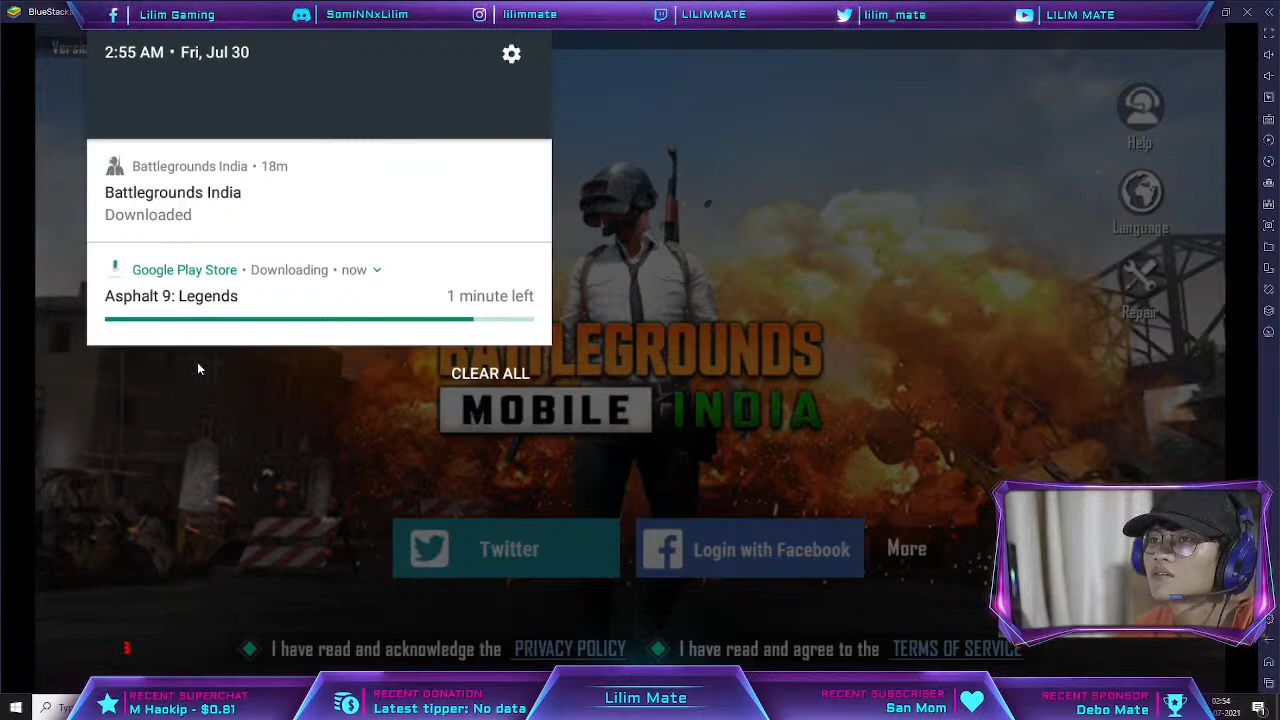 BlueStacks
Lilim Gaming
SomINNxLilim
lilimmate
LILIMMATE
lilim_mate
LILIM MATE
2:55 AM • Fri, Jul 30
Battlegrounds India • 18m
Battlegrounds India
Downloaded
Google Play Store • Downloading • now
Asphalt 9: Legends
1 minute left
CLEAR ALL
Help
Language
Repair
BATTLEGROUNDS
MOBILE INDIA
Twitter
Login with Facebook
More
I have read and acknowledge the PRIVACY POLICY
I have read and agree to the TERMS OF SERVICE
RECENT SUPERCHAT
M Haokip - $0.81
RECENT DONATION
Latest tipper: No data
Lilim Mate
RECENT SUBSCRIBER
San Mom
RECENT SPONSOR
Debo Mate
02:54